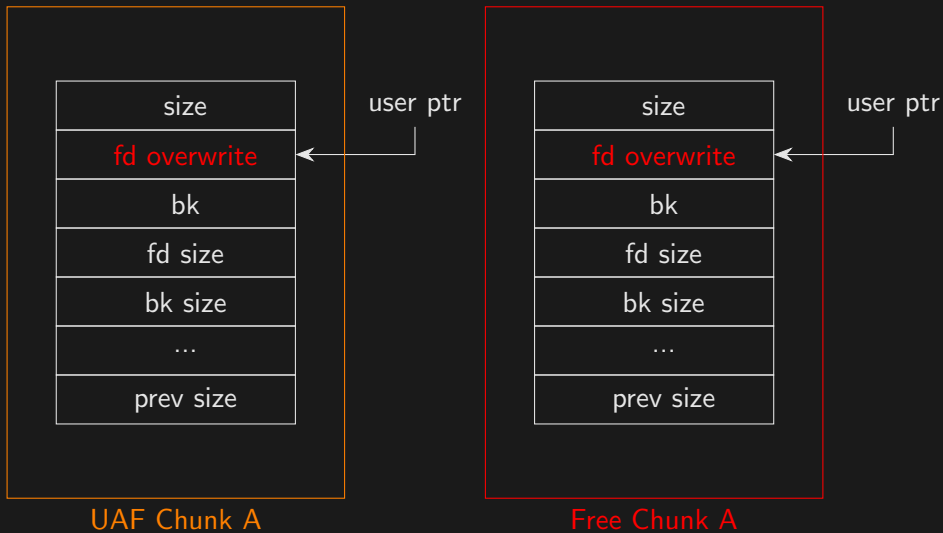 size
user ptr
fd overwrite
bk
fd size
bk size
...
prev size
UAF Chunk A
size
user ptr
fd overwrite
bk
fd size
bk size
...
prev size
Free Chunk A